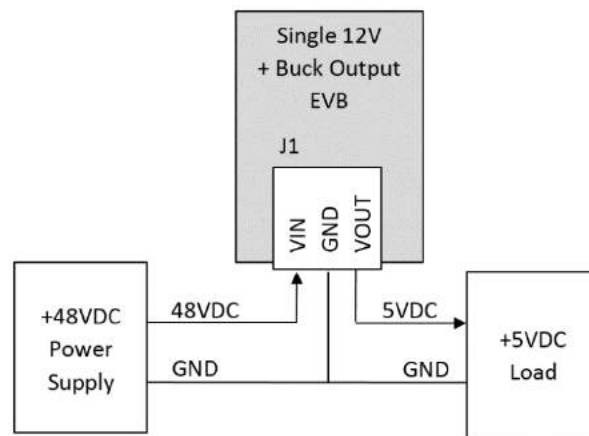 Single 12V
+ Buck Output
EVB
J1
VIN
GND
VOUT
+48VDC
Power
Supply
48VDC
GND
5VDC
GND
+5VDC
Load